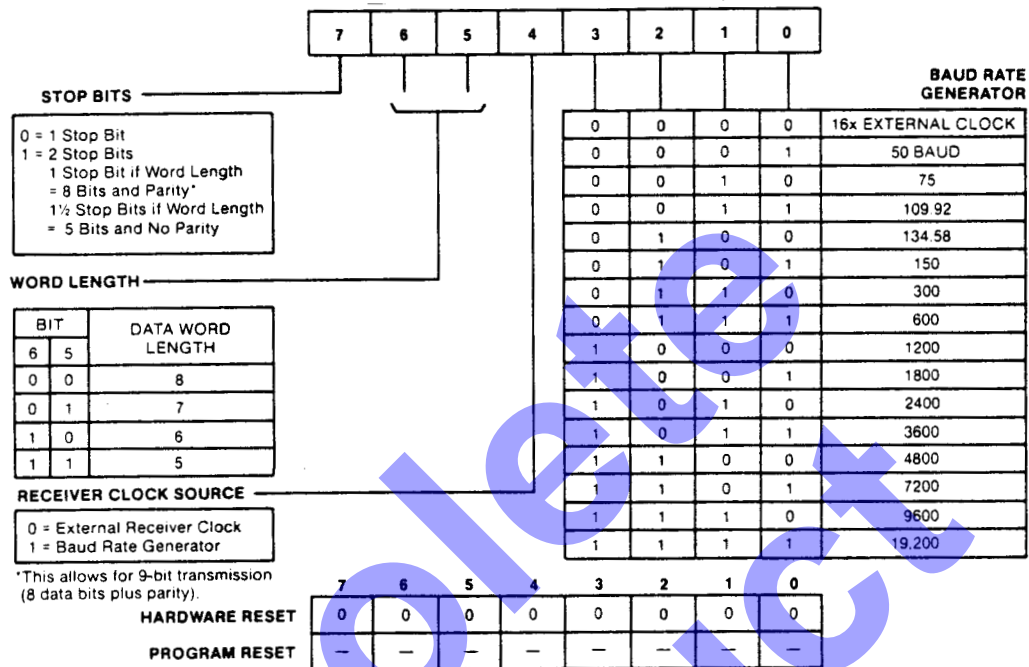 7 6 5 4 3 2 1 0
STOP BITS
0 = 1 Stop Bit
1 = 2 Stop Bits
1 Stop Bit if Word Length
= 8 Bits and Parity*
1½ Stop Bits if Word Length
= 5 Bits and No Parity
WORD LENGTH
BIT DATA WORD
LENGTH
6 5
0 0 8
0 1 7
1 0 6
1 1 5
RECEIVER CLOCK SOURCE
0 = External Receiver Clock
1 = Baud Rate Generator
*This allows for 9-bit transmission
(8 data bits plus parity).
BAUD RATE
GENERATOR
0 0 0 0 16x EXTERNAL CLOCK
0 0 0 1 50 BAUD
0 0 1 0 75
0 0 1 1 109.92
0 1 0 0 134.58
0 1 0 1 150
0 1 1 0 300
0 1 1 1 600
1 0 0 0 1200
1 0 0 1 1800
1 0 1 0 2400
1 0 1 1 3600
1 1 0 0 4800
1 1 0 1 7200
1 1 1 0 9600
1 1 1 1 19,200
7 6 5 4 3 2 1 0
HARDWARE RESET 0 0 0 0 0 0 0 0
PROGRAM RESET — — — — — — — —
olete
uct